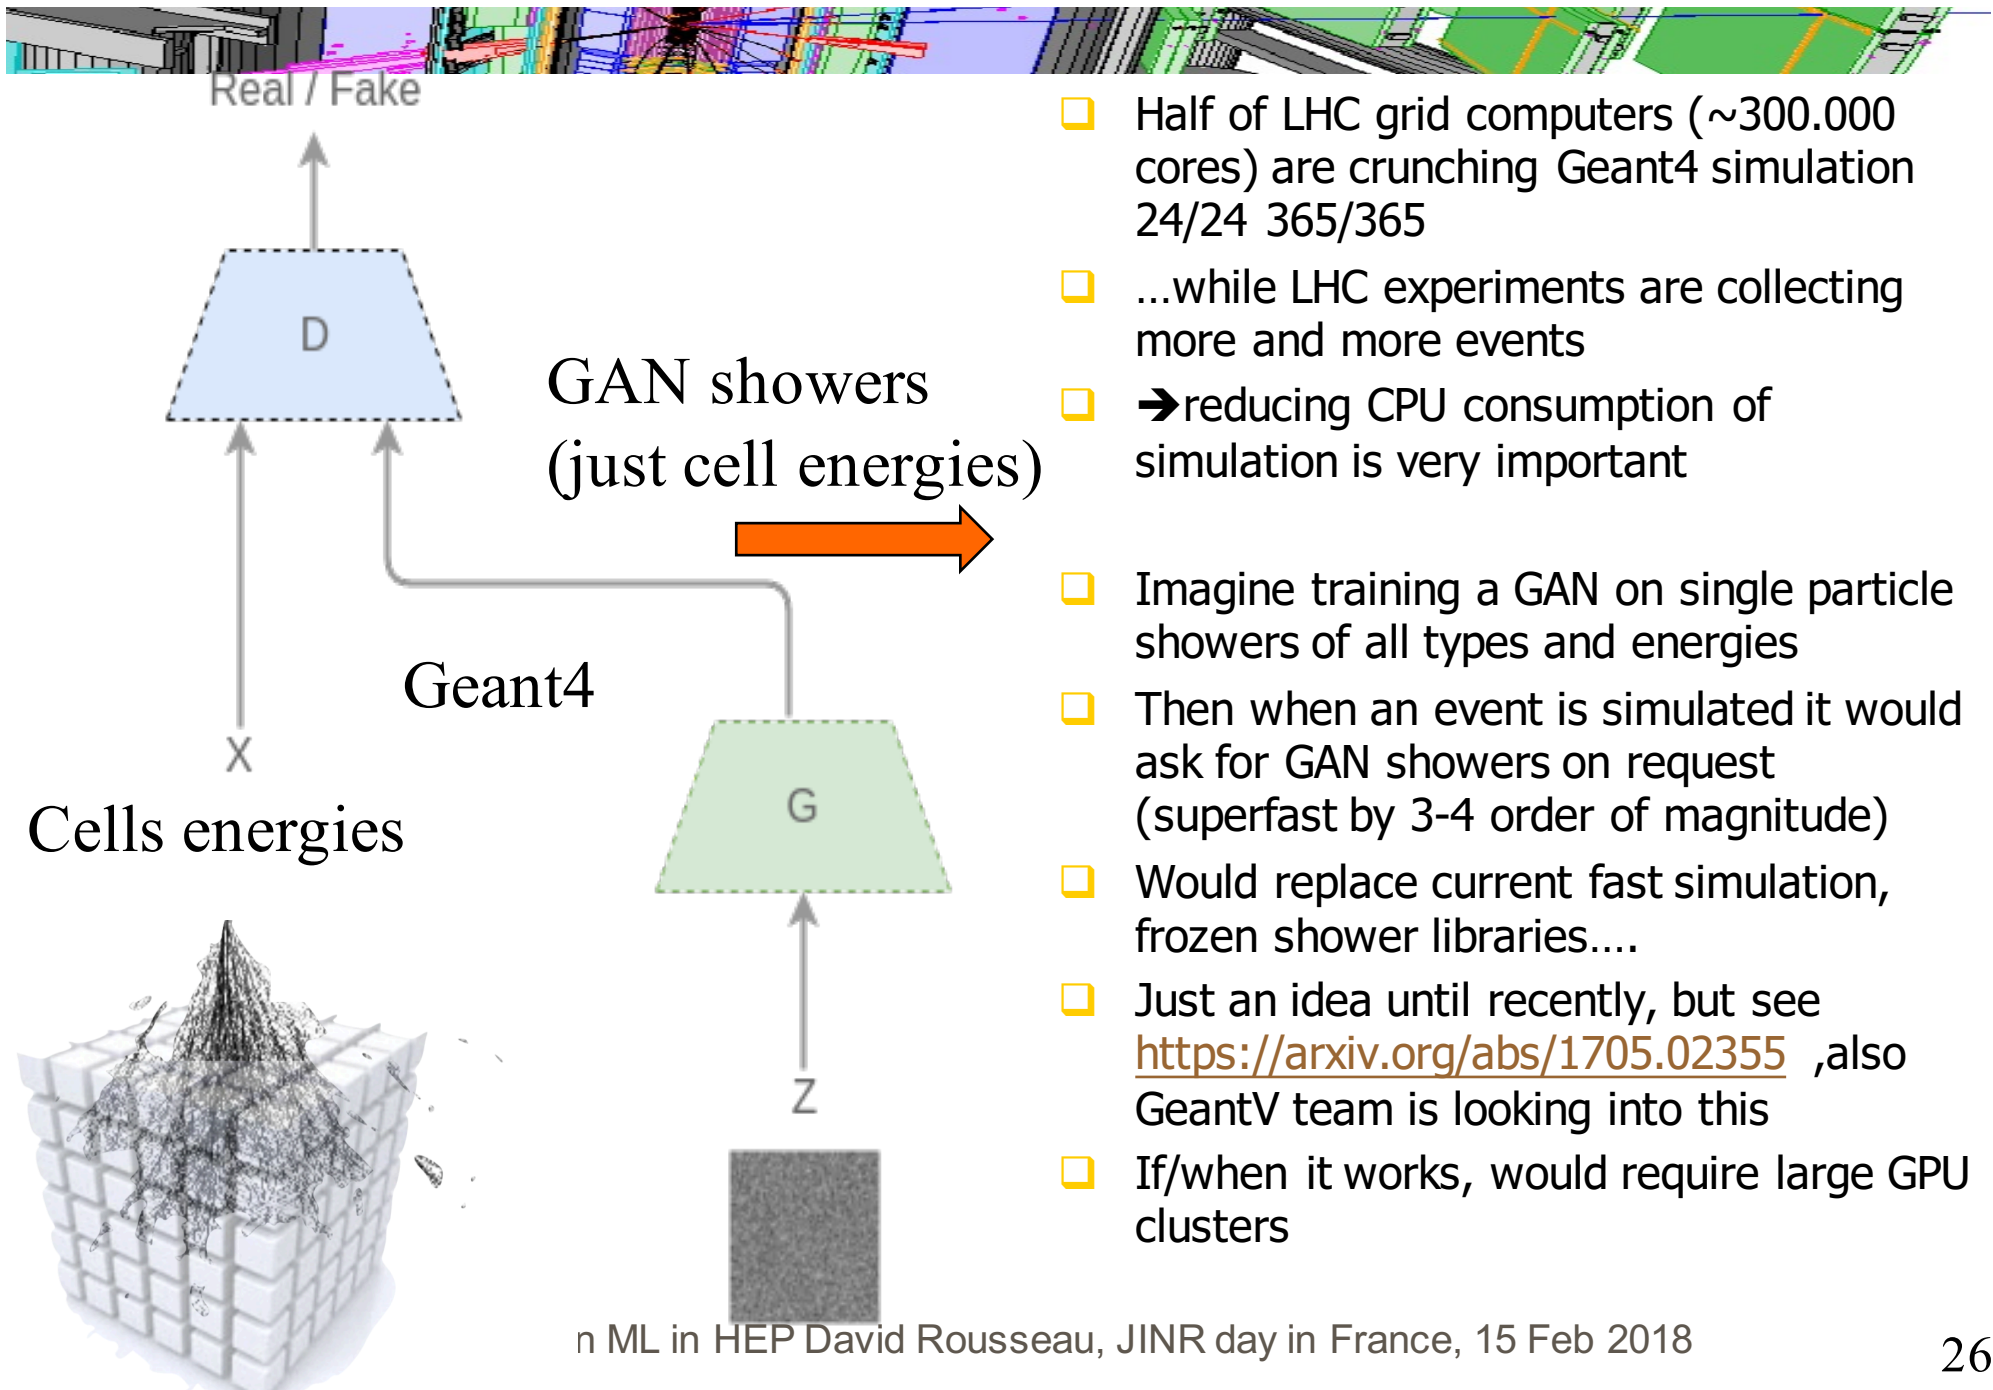 Real / Fake
D
GAN showers
(just cell energies)
Geant4
X
Cells energies
G
Z
Half of LHC grid computers (~300.000
cores) are crunching Geant4 simulation
24/24 365/365
…while LHC experiments are collecting
more and more events
➔reducing CPU consumption of
simulation is very important
Imagine training a GAN on single particle
showers of all types and energies
Then when an event is simulated it would
ask for GAN showers on request
(superfast by 3-4 order of magnitude)
Would replace current fast simulation,
frozen shower libraries….
Just an idea until recently, but see
https://arxiv.org/abs/1705.02355 ,also
GeantV team is looking into this
If/when it works, would require large GPU
clusters
n ML in HEP David Rousseau, JINR day in France, 15 Feb 2018
26